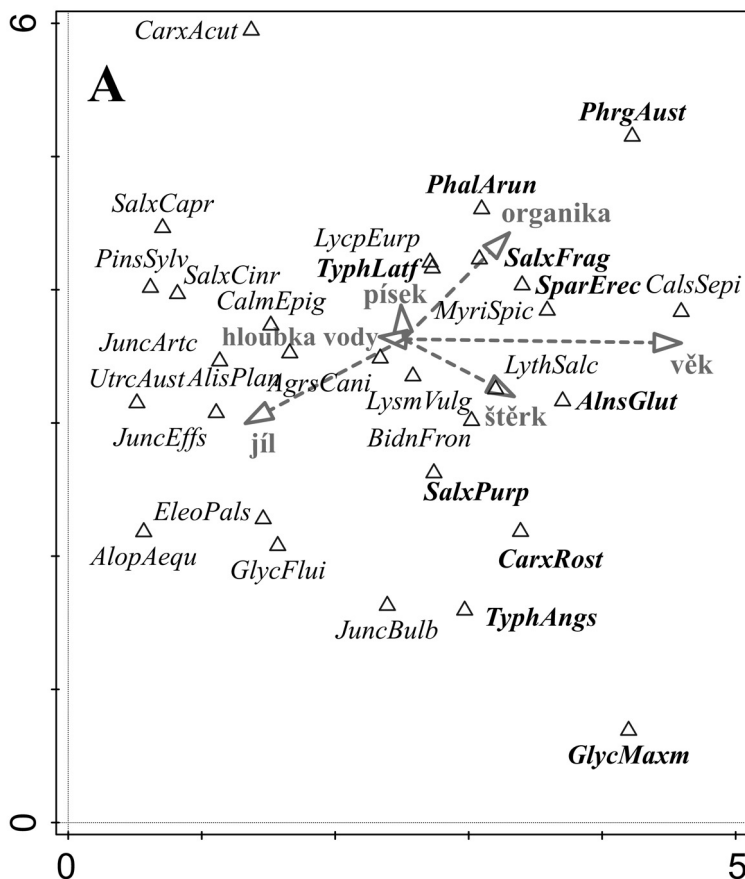 6
CarxAcut
A
PhrgAust
PhalArun
SalxCapr
organika
LycpEurp
PinsSylv
TyphLatf
SalxFrag
SalxCinr
SparErec
CalsSepi
CalmEpig
písek
MyriSpic
JuncArtc
hloubka vody
věk
UtrcAust
AlisPlan
AgrsCani
LythSalc
LysmVulg
štěrk
AlnsGlut
JuncEffs
jíl
BidnFron
SalxPurp
EleoPals
AlopAequ
GlycFlui
CarxRost
JuncBulb
TyphAngs
GlycMaxm
0
0
5